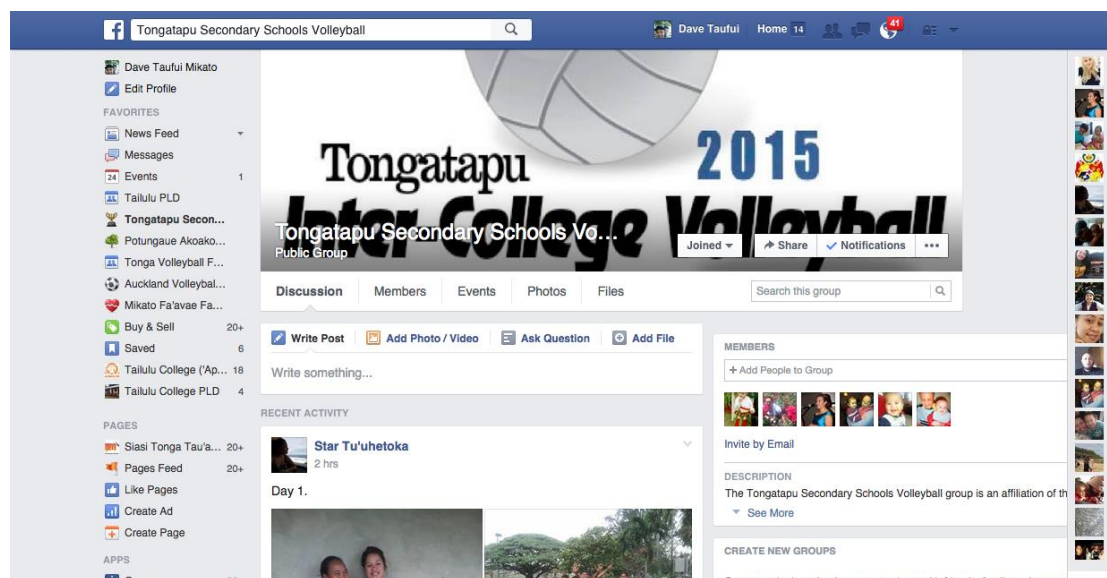 Tongatapu Secondary Schools Volleyball
Dave Taufui
Home 14
41
Dave Taufui Mikato
Edit Profile
FAVORITES
News Feed
Messages
24 Events 1
Tailulu PLD
Tongatapu Secon...
Potungaue Akoako...
Tonga Volleyball F...
Auckland Volleybal...
Mikato Fa'avae Fa...
Buy & Sell 20+
Saved 6
Tailulu College ('Ap... 18
Tailulu College PLD 4
PAGES
Siasi Tonga Tau'a... 20+
Pages Feed 20+
Like Pages
Create Ad
Create Page
APPS
Tongatapu 2015
Inter College Volleyball
Tongatapu Secondary Schools Vo...
Public Group
Joined
Share
Notifications
Discussion Members Events Photos Files
Search this group
Write Post Add Photo / Video Ask Question Add File
Write something...
RECENT ACTIVITY
Star Tu'uhetoka
2 hrs
Day 1.
MEMBERS
+ Add People to Group
Invite by Email
DESCRIPTION
The Tongatapu Secondary Schools Volleyball group is an affiliation of th
See More
CREATE NEW GROUPS